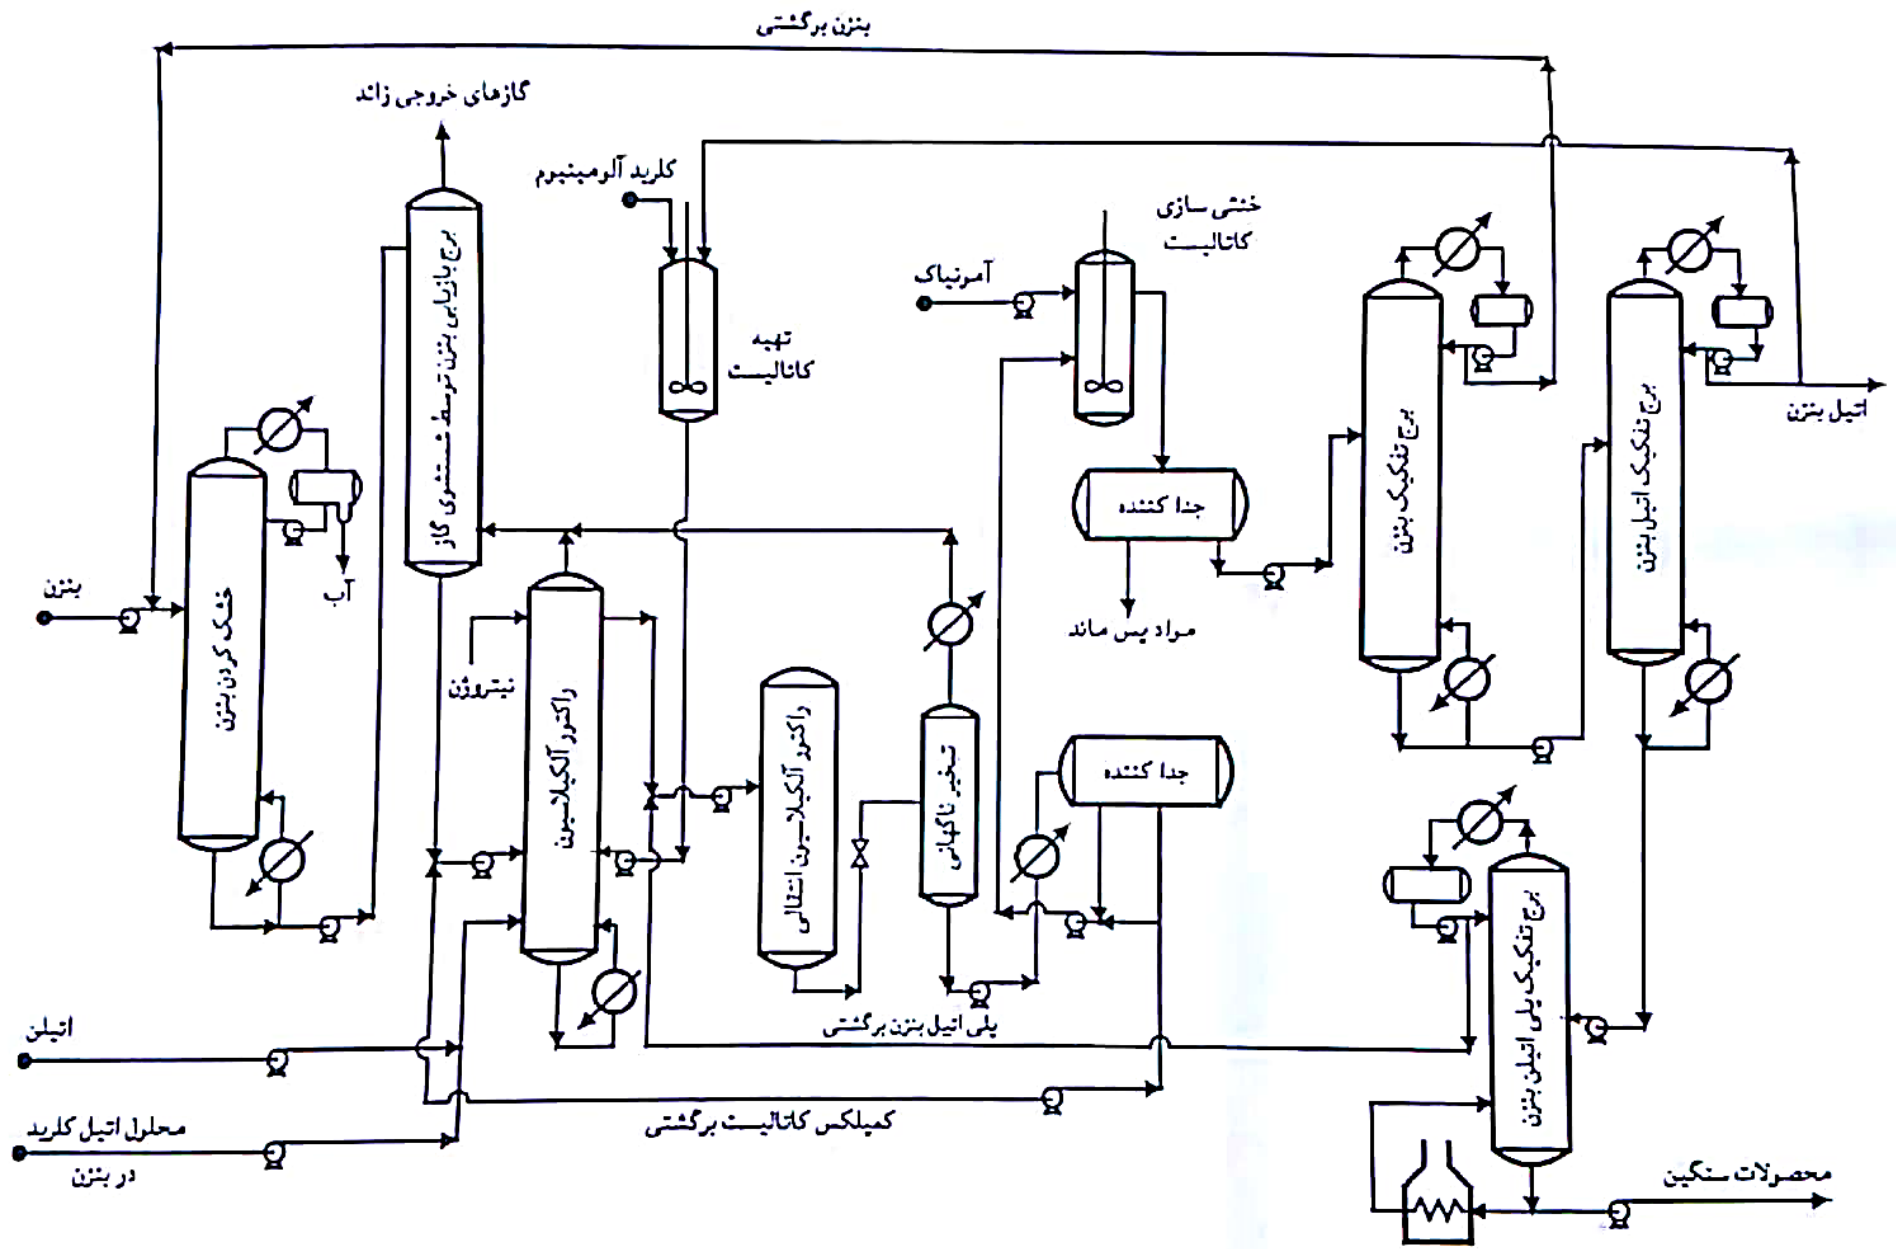 بنزن برگشتی
گازهای خروجی زائد
کلرید آلومینیوم
خنثی سازی
کاتالیست
آمونیاک
برج بازیابی بنزن توسط شستشوی گاز
تهیه
کاتالیست
برج تفکیک بنزن
برج تفکیک اتیل بنزن
اتیل بنزن
جدا کننده
بنزن
آب
خشک کردن بنزن
مواد پس ماند
نیتروژن
راکتور آلکیلاسیون
راکتور آلکیلاسیون انتقالی
تبخیر ناگهانی
جدا کننده
برج تفکیک پلی اتیلن بنزن
پلی اتیل بنزن برگشتی
اتیلن
کمپلکس کاتالیست برگشتی
محلول اتیل کلرید
در بنزن
محصولات سنگین